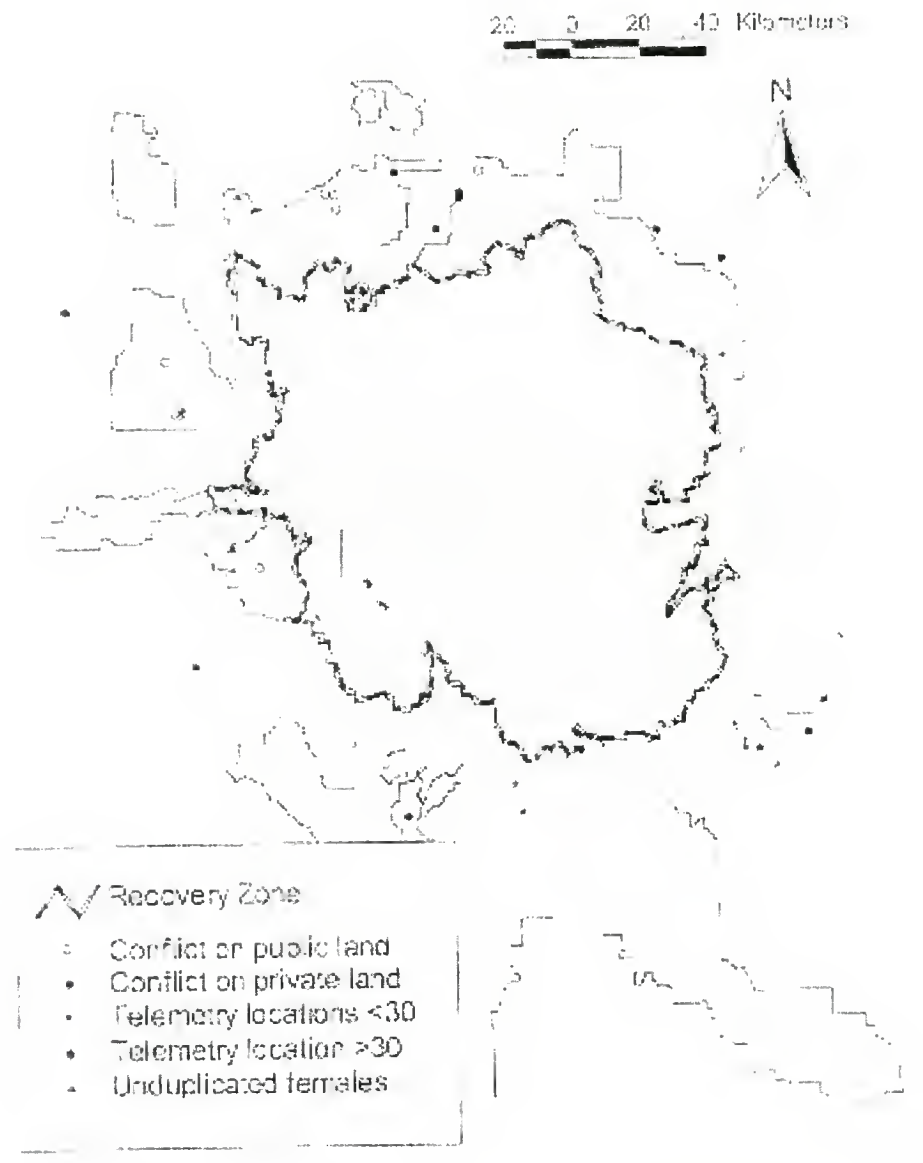 20 0 20 40 Kilometers
N
Recovery Zone
Conflict on public land
Conflict on private land
Telemetry locations <30
Telemetry location >30
Unduplicated females